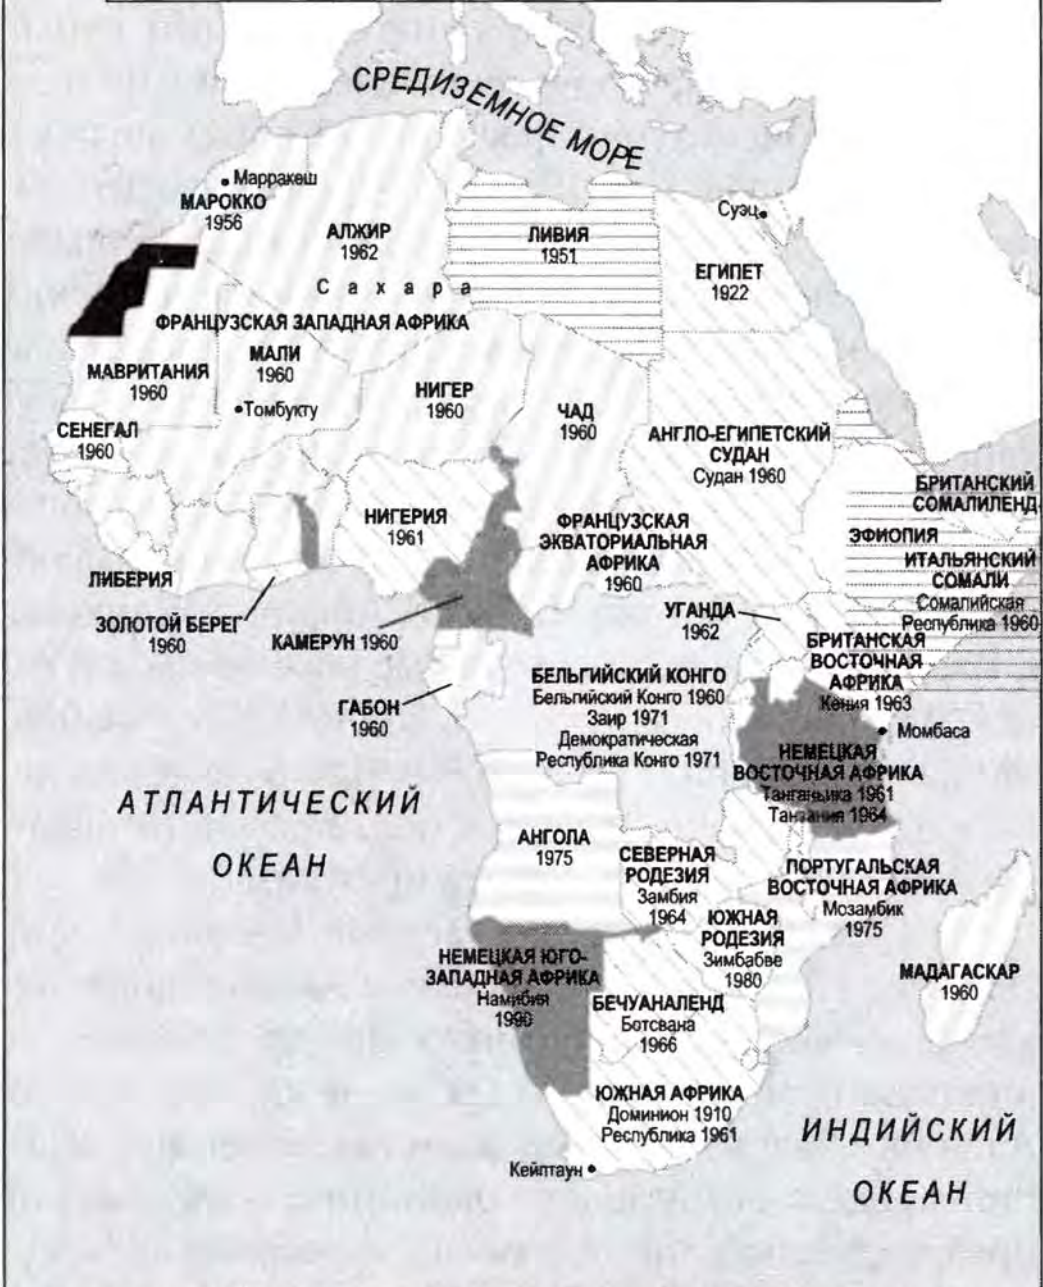 СРЕДИЗЕМНОЕ МОРЕ
Марракеш
МАРОККО
1956
АЛЖИР
1962
ЛИВИЯ
1951
Суэц
ЕГИПЕТ
1922
Сахара
ФРАНЦУЗСКАЯ ЗАПАДНАЯ АФРИКА
МАВРИТАНИЯ
1960
МАЛИ
1960
Томбукту
НИГЕР
1960
ЧАД
1960
СЕНЕГАЛ
1960
АНГЛО-ЕГИПЕТСКИЙ
СУДАН
Судан 1960
БРИТАНСКИЙ
СОМАЛИЛЕНД
ЭФИОПИЯ
ИТАЛЬЯНСКИЙ
СОМАЛИ
Сомалийская
Республика 1960
НИГЕРИЯ
1961
ФРАНЦУЗСКАЯ
ЭКВАТОРИАЛЬНАЯ
АФРИКА
1960
ЛИБЕРИЯ
ЗОЛОТОЙ БЕРЕГ
1960
КАМЕРУН 1960
УГАНДА
1962
БРИТАНСКАЯ
ВОСТОЧНАЯ
АФРИКА
Кения 1963
Момбаса
ГАБОН
1960
БЕЛЬГИЙСКИЙ КОНГО
Бельгийский Конго 1960
Заир 1971
Демократическая
Республика Конго 1971
НЕМЕЦКАЯ
ВОСТОЧНАЯ АФРИКА
Танганьика 1961
Танзания 1964
АТЛАНТИЧЕСКИЙ
ОКЕАН
АНГОЛА
1975
СЕВЕРНАЯ
РОДЕЗИЯ
Замбия
1964
ПОРТУГАЛЬСКАЯ
ВОСТОЧНАЯ АФРИКА
Мозамбик
1975
ЮЖНАЯ
РОДЕЗИЯ
Зимбабве
1980
НЕМЕЦКАЯ ЮГО-
ЗАПАДНАЯ АФРИКА
Намибия
1990
БЕЧУАНАЛЕНД
Ботсвана
1966
МАДАГАСКАР
1960
ЮЖНАЯ АФРИКА
Доминион 1910
Республика 1961
Кейптаун
ИНДИЙСКИЙ
ОКЕАН